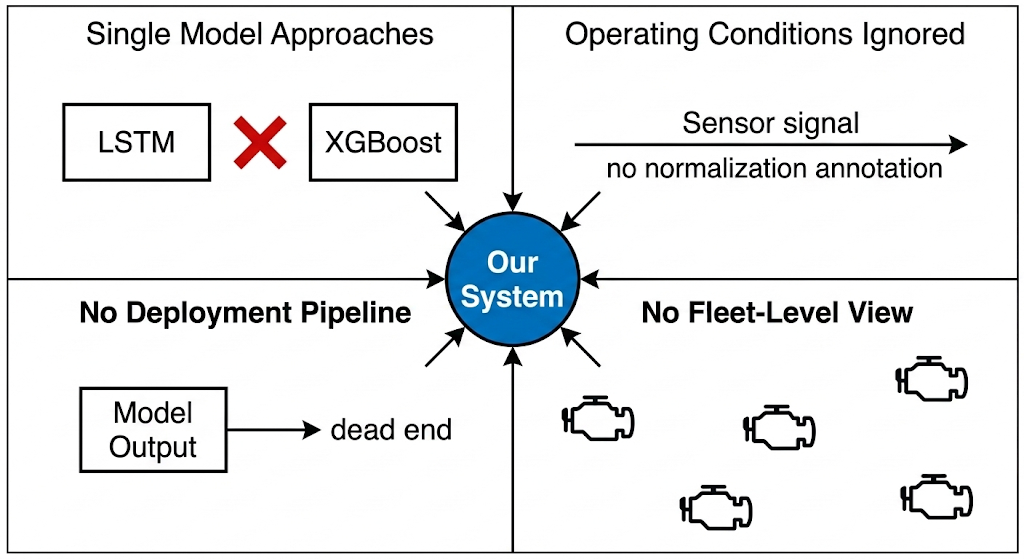 Single Model Approaches
LSTM
XGBoost
Operating Conditions Ignored
Sensor signal
no normalization annotation
Our
System
No Deployment Pipeline
Model
Output
dead end
No Fleet-Level View